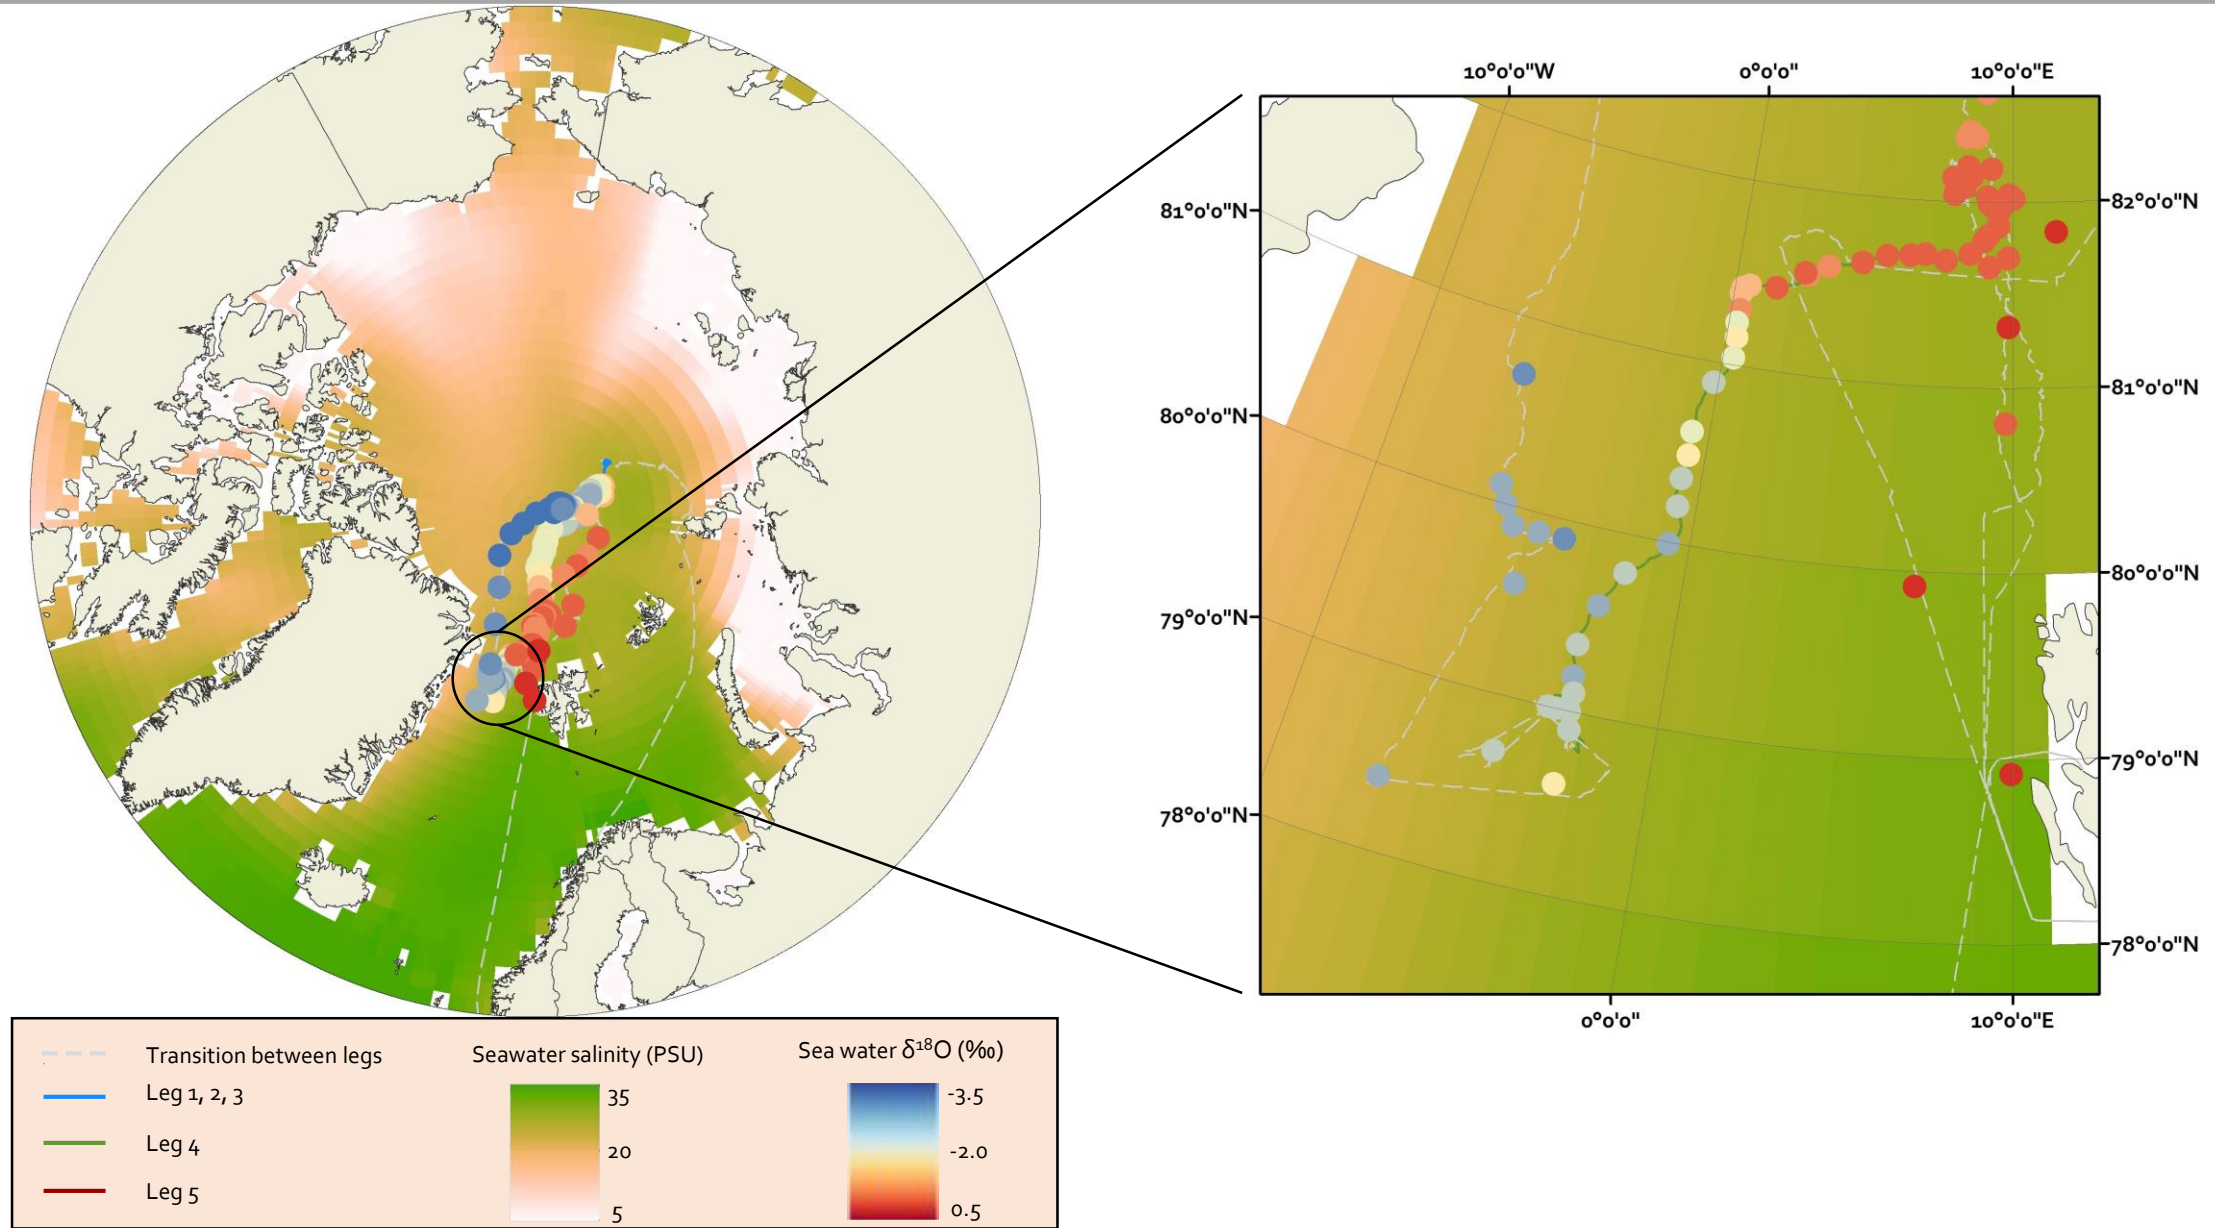 10°0'0"W 0°0'0" 10°0'0"E
81°0'0"N
82°0'0"N
81°0'0"N
80°0'0"N
80°0'0"N
79°0'0"N
79°0'0"N
78°0'0"N
78°0'0"N
0°0'0" 10°0'0"E
Transition between legs
Leg 1, 2, 3
Leg 4
Leg 5
Seawater salinity (PSU)
35
20
5
Sea water δ¹⁸O (‰)
-3.5
-2.0
0.5